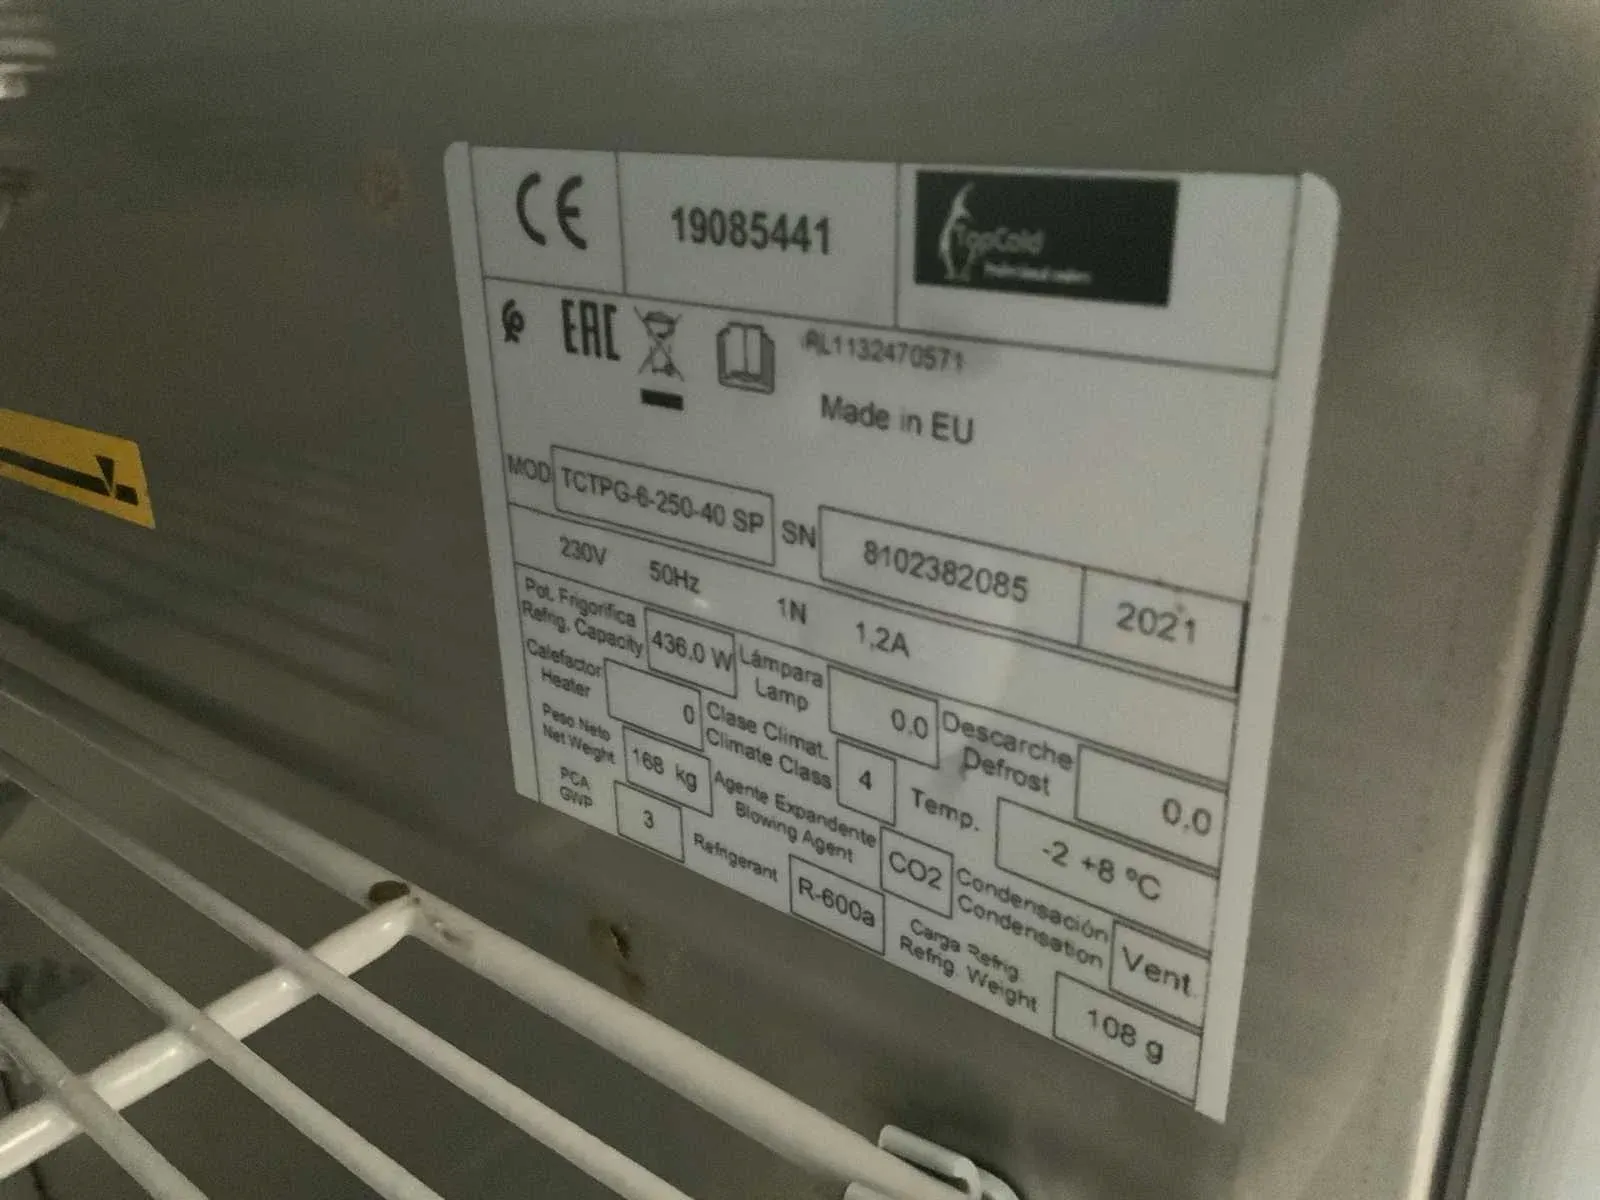 CE
19085441
TopCold
EAC
RL1132470571
Made in EU
MOD TCTPG-6-250-40 SP SN 8102382085 2021
230V 50Hz 1N 1,2A
Pot. Frigorifica
Refrig. Capacity
436.0 W
Lámpara
Lamp
0.0
Descarche
Defrost
0.0
Calefactor
Heater
0
Clase Climat.
Climate Class
4
Temp.
-2 +8 ºC
Peso Neto
Net Weight
168 kg
Agente Expandente
Blowing Agent
CO2
Condensación
Condensation
Vent.
PCA
GWP
3
Refrigerant
R-600a
Carga Refrig.
Refrig. Weight
108 g